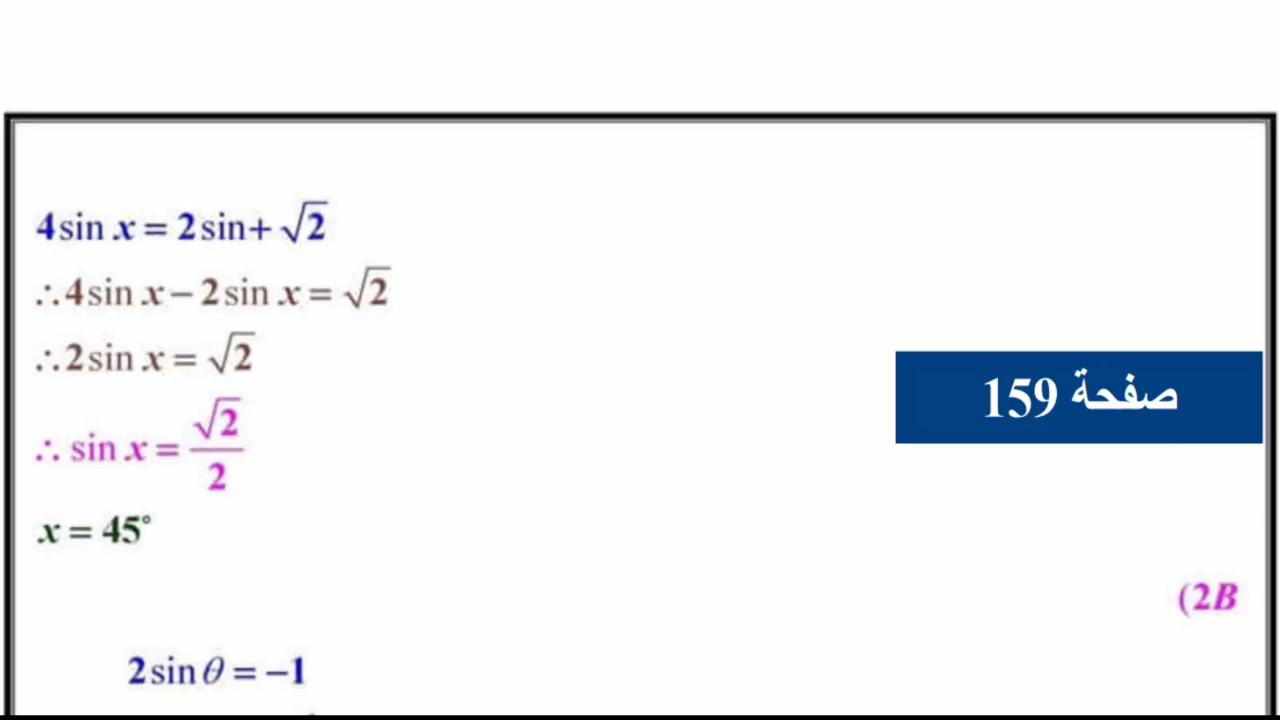 4 sin x = 2 sin+ √2
∴ 4 sin x − 2 sin x = √2
∴ 2 sin x = √2
صفحة 159
∴ sin x = √2/2
x = 45°
(2B
2 sin θ = −1